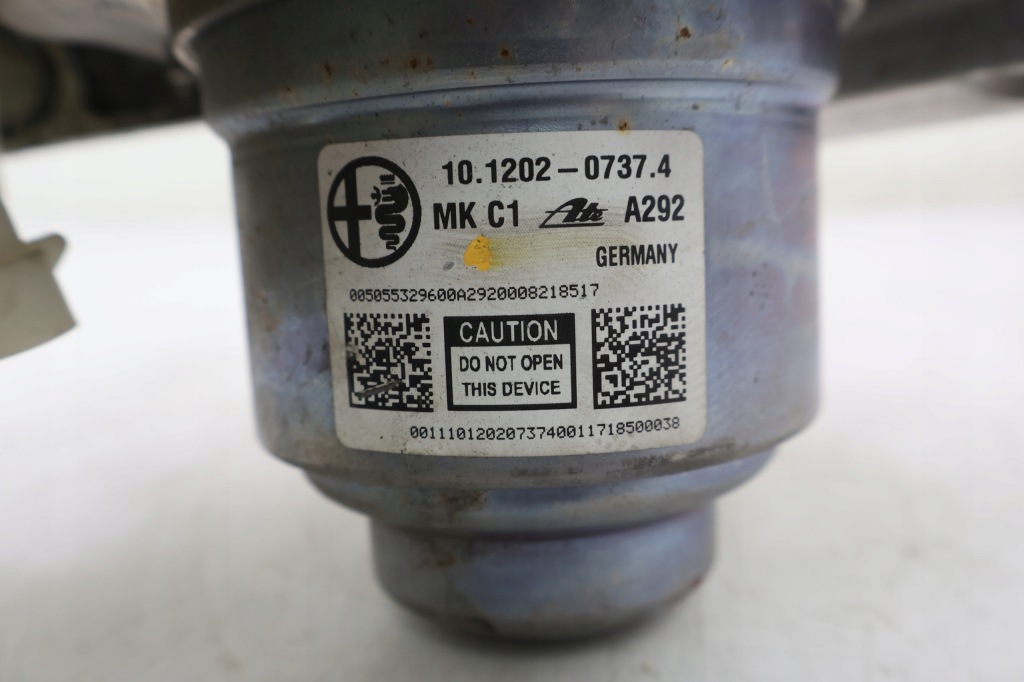 10.1202-0737.4
MK C1 Ate A292
GERMANY
005055329600A2920008218517
CAUTION
DO NOT OPEN
THIS DEVICE
0011101202073740011718500038